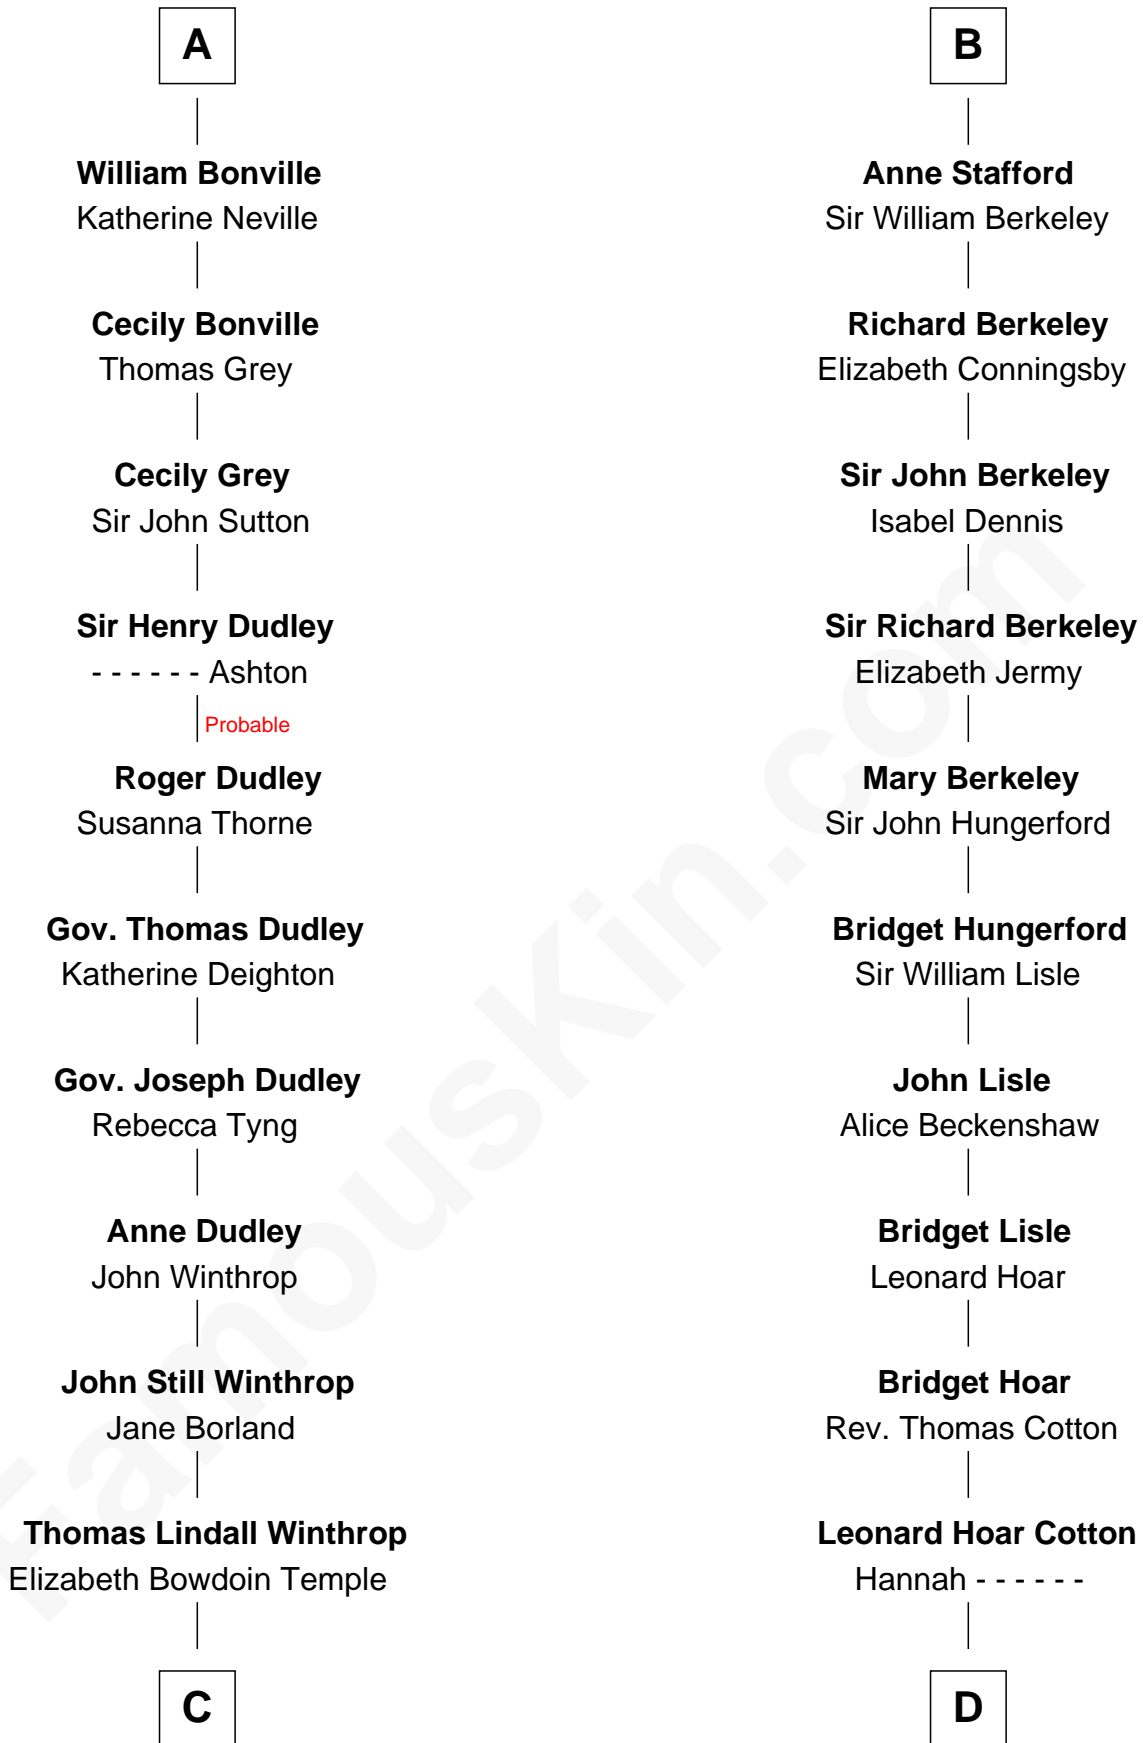 A
William Bonville
Katherine Neville
Cecily Bonville
Thomas Grey
Cecily Grey
Sir John Sutton
Sir Henry Dudley
- - - - - - Ashton
Probable
Roger Dudley
Susanna Thorne
Gov. Thomas Dudley
Katherine Deighton
Gov. Joseph Dudley
Rebecca Tyng
Anne Dudley
John Winthrop
John Still Winthrop
Jane Borland
Thomas Lindall Winthrop
Elizabeth Bowdoin Temple
C
B
Anne Stafford
Sir William Berkeley
Richard Berkeley
Elizabeth Conningsby
Sir John Berkeley
Isabel Dennis
Sir Richard Berkeley
Elizabeth Jermy
Mary Berkeley
Sir John Hungerford
Bridget Hungerford
Sir William Lisle
John Lisle
Alice Beckenshaw
Bridget Lisle
Leonard Hoar
Bridget Hoar
Rev. Thomas Cotton
Leonard Hoar Cotton
Hannah - - - - - -
D
FamousKin.com